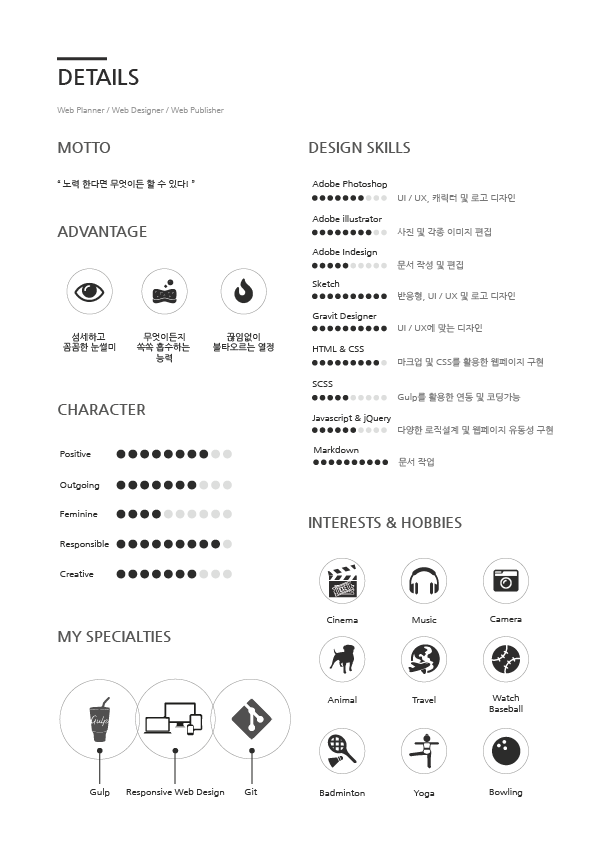 DETAILS
Web Planner / Web Designer / Web Publisher
MOTTO
“ 노력 한다면 무엇이든 할 수 있다! ”
ADVANTAGE
섬세하고
꼼꼼한 눈썰미
무엇이든지
쏙쏙 흡수하는
능력
끊임없이
불타오르는 열정
CHARACTER
Positive
Outgoing
Feminine
Responsible
Creative
MY SPECIALTIES
Gulp
Gulp
Responsive Web Design
Git
DESIGN SKILLS
Adobe Photoshop
UI / UX, 캐릭터 및 로고 디자인
Adobe illustrator
사진 및 각종 이미지 편집
Adobe Indesign
문서 작성 및 편집
Sketch
반응형, UI / UX 및 로고 디자인
Gravit Designer
UI / UX에 맞는 디자인
HTML & CSS
마크업 및 CSS를 활용한 웹페이지 구현
SCSS
Gulp를 활용한 연동 및 코딩가능
Javascript & jQuery
다양한 로직설계 및 웹페이지 유동성 구현
Markdown
문서 작업
INTERESTS & HOBBIES
Cinema
Music
Camera
Animal
Travel
Watch
Baseball
Badminton
Yoga
Bowling